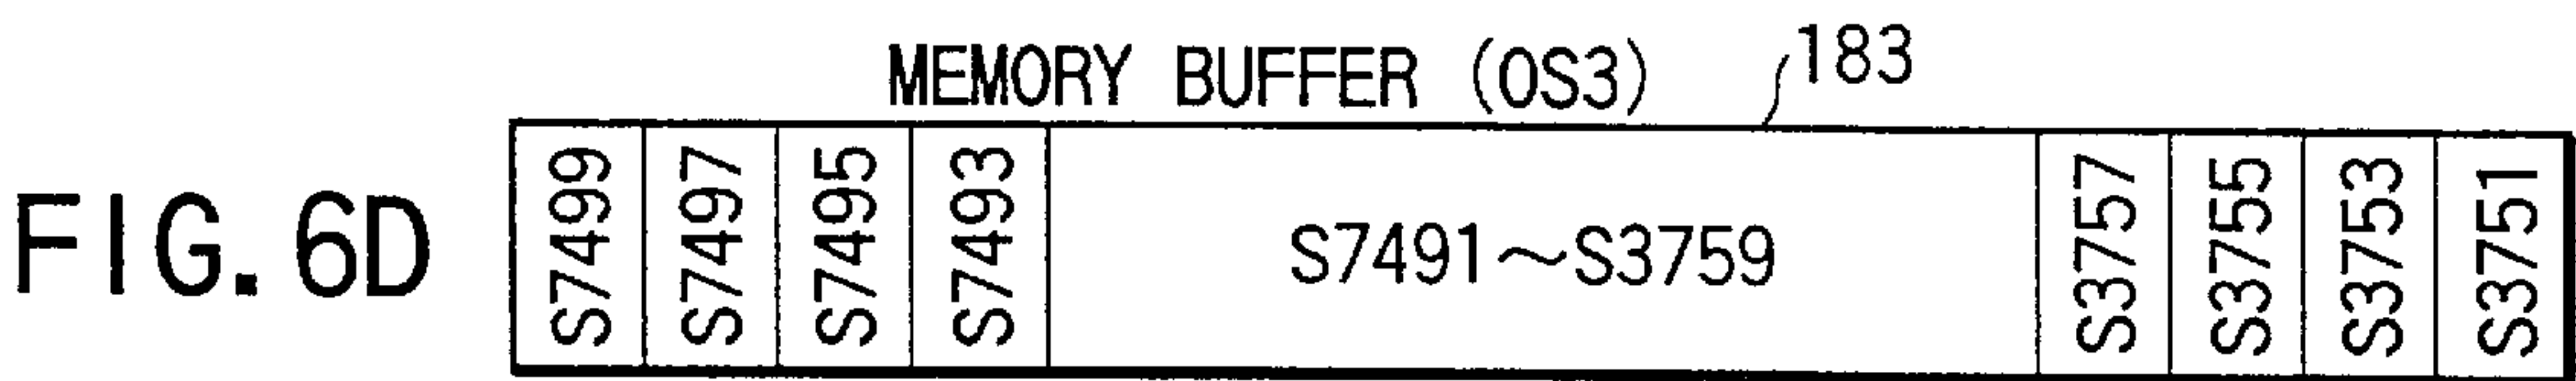 MEMORY BUFFER (OS3) 183
FIG. 6D
S7499 S7497 S7495 S7493 S7491～S3759 S3757 S3755 S3753 S3751